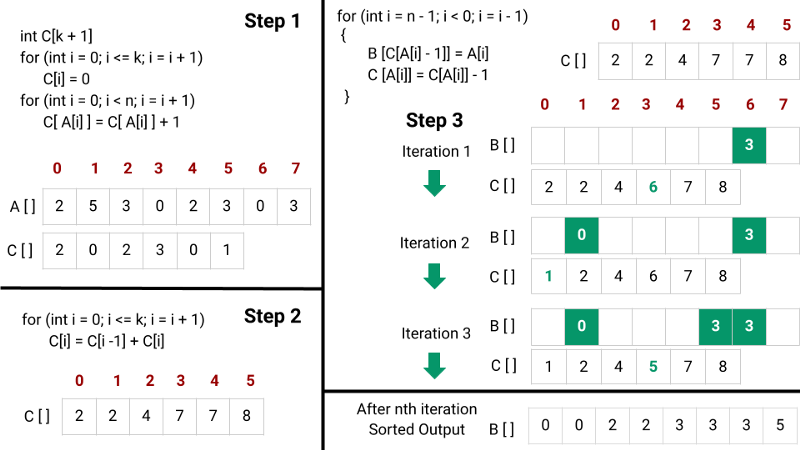 Step 1
int C[k + 1]
for (int i = 0; i <= k; i = i + 1)
C[i] = 0
for (int i = 0; i < n; i = i + 1)
C[ A[i] ] = C[ A[i] ] + 1
0 1 2 3 4 5 6 7
A [ ] 2 5 3 0 2 3 0 3
C [ ] 2 0 2 3 0 1
Step 2
for (int i = 0; i <= k; i = i + 1)
C[i] = C[i -1] + C[i]
0 1 2 3 4 5
C [ ] 2 2 4 7 7 8
for (int i = n - 1; i < 0; i = i - 1)
{
B [C[A[i] - 1]] = A[i]
C [A[i]] = C[A[i]] - 1
}
0 1 2 3 4 5
C [ ] 2 2 4 7 7 8
Step 3
0 1 2 3 4 5 6 7
Iteration 1
B [ ] 3
C [ ] 2 2 4 6 7 8
Iteration 2
B [ ] 0 3
C [ ] 1 2 4 6 7 8
Iteration 3
B [ ] 0 3 3
C [ ] 1 2 4 5 7 8
After nth iteration
Sorted Output
B [ ] 0 0 2 2 3 3 3 5